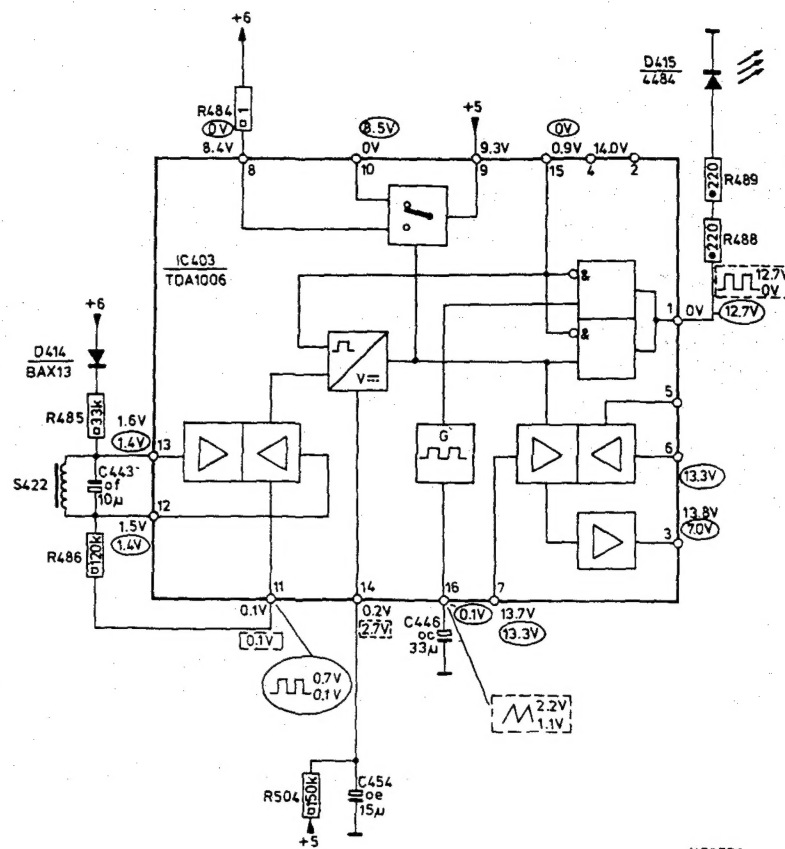 +6
D415
4484
R484
1
+5
0V
8.5V
0V
8.4V
0V
9.3V
0.9V
14.0V
8
10
9
15
4
2
220
R489
220
R488
IC403
TDA1006
&
&
12.7V
0V
1
0V
12.7V
+6
D414
BAX13
V
R485
33k
1.6V
1.4V
13
G
5
6
13.3V
S422
C443
of
10µ
12
1.5V
1.4V
13.8V
7.0V
3
R486
120k
11
14
16
7
0.1V
0.2V
0.1V
13.7V
0.1V
2.7V
13.3V
C446
oc
33µ
0.7V
0.1V
2.2V
1.1V
R504
150k
C454
oe
15µ
+5